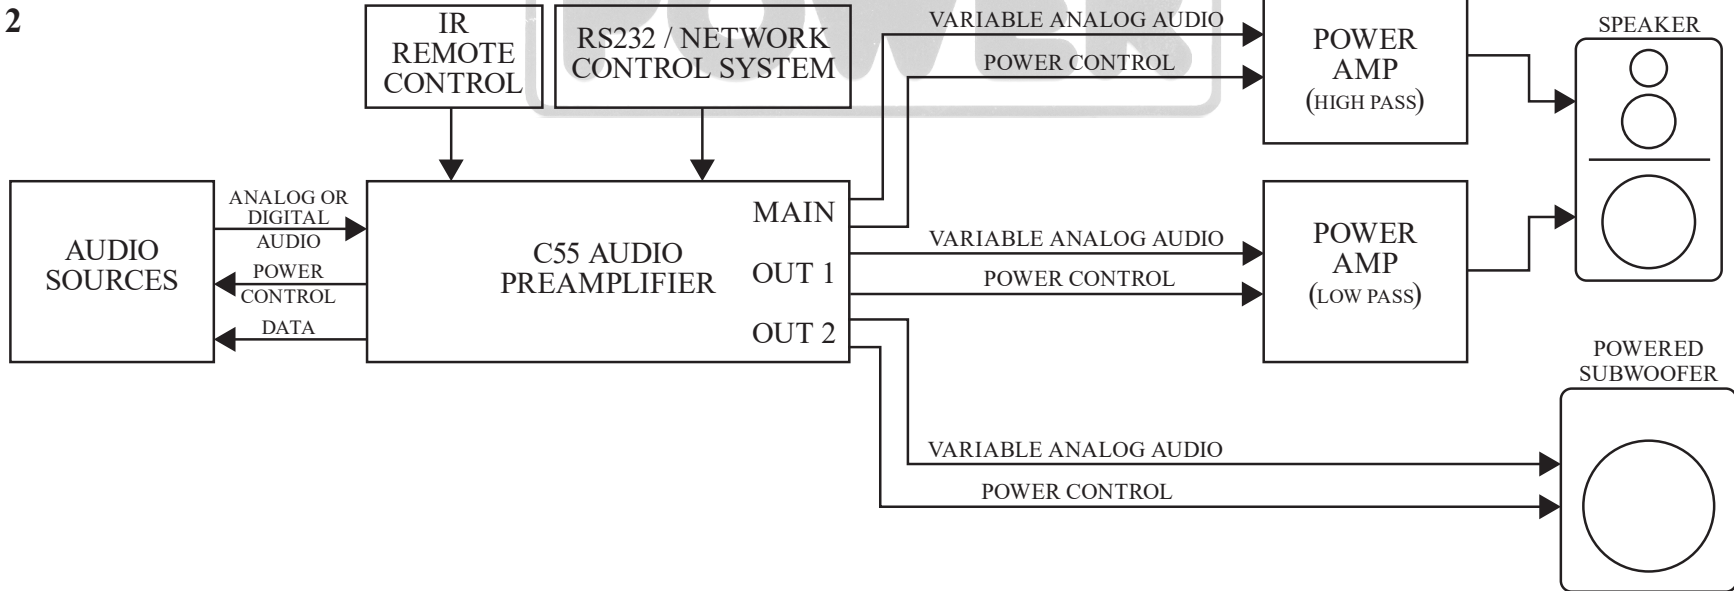 2
IR
REMOTE
CONTROL
RS232 / NETWORK
CONTROL SYSTEM
POWER
VARIABLE ANALOG AUDIO
POWER CONTROL
POWER
AMP
(HIGH PASS)
SPEAKER
AUDIO
SOURCES
ANALOG OR
DIGITAL
AUDIO
POWER
CONTROL
DATA
C55 AUDIO
PREAMPLIFIER
MAIN
OUT 1
OUT 2
VARIABLE ANALOG AUDIO
POWER CONTROL
POWER
AMP
(LOW PASS)
POWERED
SUBWOOFER
VARIABLE ANALOG AUDIO
POWER CONTROL